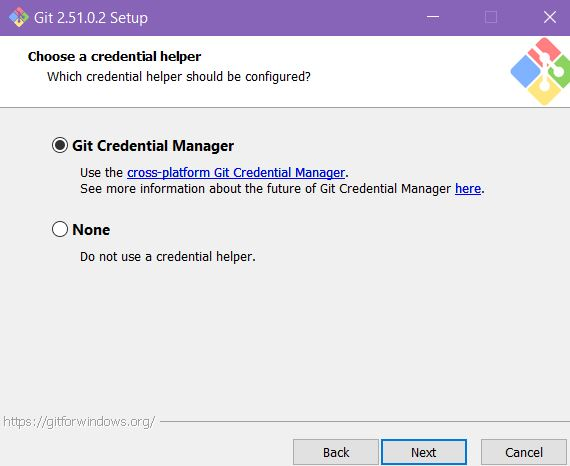 Git 2.51.0.2 Setup
Choose a credential helper
Which credential helper should be configured?
Git Credential Manager
Use the cross-platform Git Credential Manager.
See more information about the future of Git Credential Manager here.
None
Do not use a credential helper.
https://gitforwindows.org/
Back Next Cancel